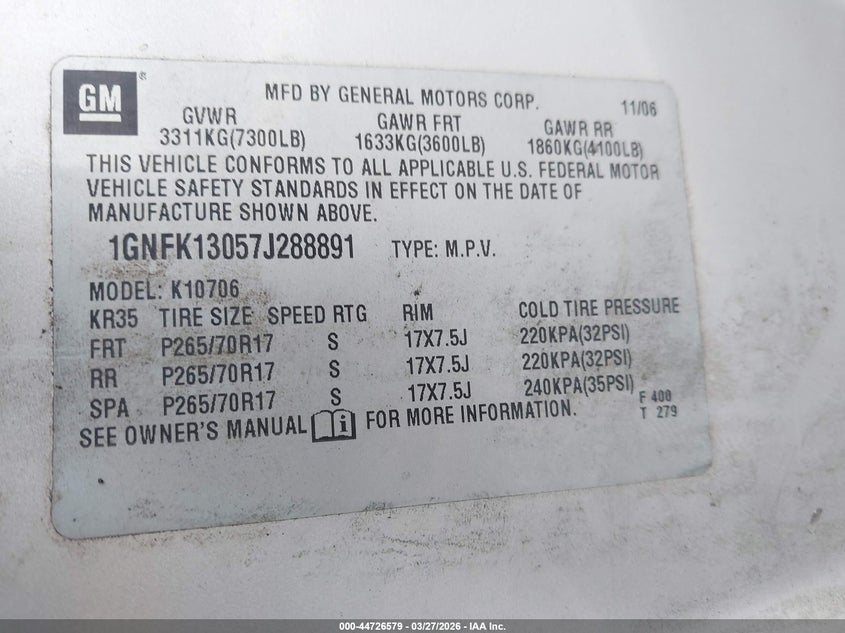 GM ®
MFD BY GENERAL MOTORS CORP. 11/06
GVWR GAWR FRT GAWR RR
3311KG(7300LB) 1633KG(3600LB) 1860KG(4100LB)
THIS VEHICLE CONFORMS TO ALL APPLICABLE U.S. FEDERAL MOTOR
VEHICLE SAFETY STANDARDS IN EFFECT ON THE DATE OF
MANUFACTURE SHOWN ABOVE.
1GNFK13057J288891 TYPE: M.P.V.
MODEL: K10706
KR35 TIRE SIZE SPEED RTG RIM COLD TIRE PRESSURE
FRT P265/70R17 S 17X7.5J 220KPA(32PSI)
RR P265/70R17 S 17X7.5J 220KPA(32PSI)
SPA P265/70R17 S 17X7.5J 240KPA(35PSI)
SEE OWNER'S MANUAL i FOR MORE INFORMATION.
F 400
T 279
000-44726579 — 03/27/2026 - IAA Inc.